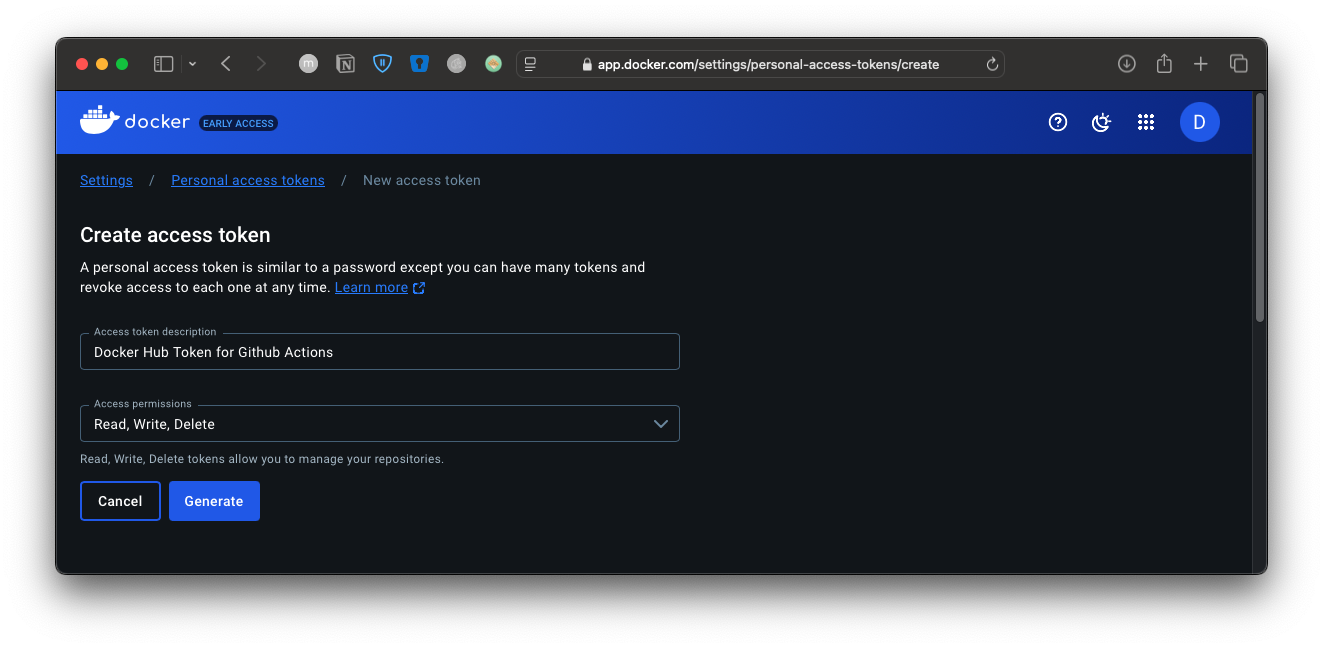 m
app.docker.com/settings/personal-access-tokens/create
docker EARLY ACCESS
D
Settings / Personal access tokens / New access token
Create access token
A personal access token is similar to a password except you can have many tokens and
revoke access to each one at any time. Learn more
Access token description
Docker Hub Token for Github Actions
Access permissions
Read, Write, Delete
Read, Write, Delete tokens allow you to manage your repositories.
Cancel Generate